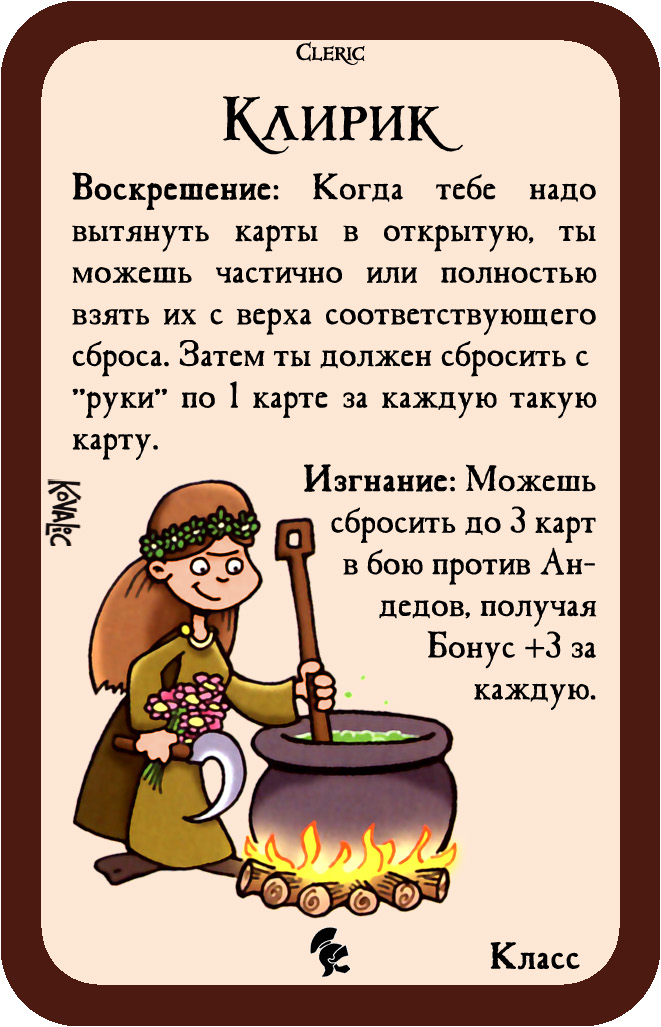 Cleric
Клирик
Воскрешение: Когда тебе надо
вытянуть карты в открытую, ты
можешь частично или полностью
взять их с верха соответствующего
сброса. Затем ты должен сбросить с
"руки" по 1 карте за каждую такую
карту.
Изгнание: Можешь
сбросить до 3 карт
в бою против Ан-
дедов, получая
Бонус +3 за
каждую.
Kovalic
Класс